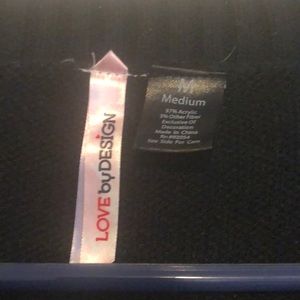 LOVE by DESIGN
M
Medium
97% Acrylic
3% Other Fiber
Exclusive Of
Decoration
Made In China
See Side For Care